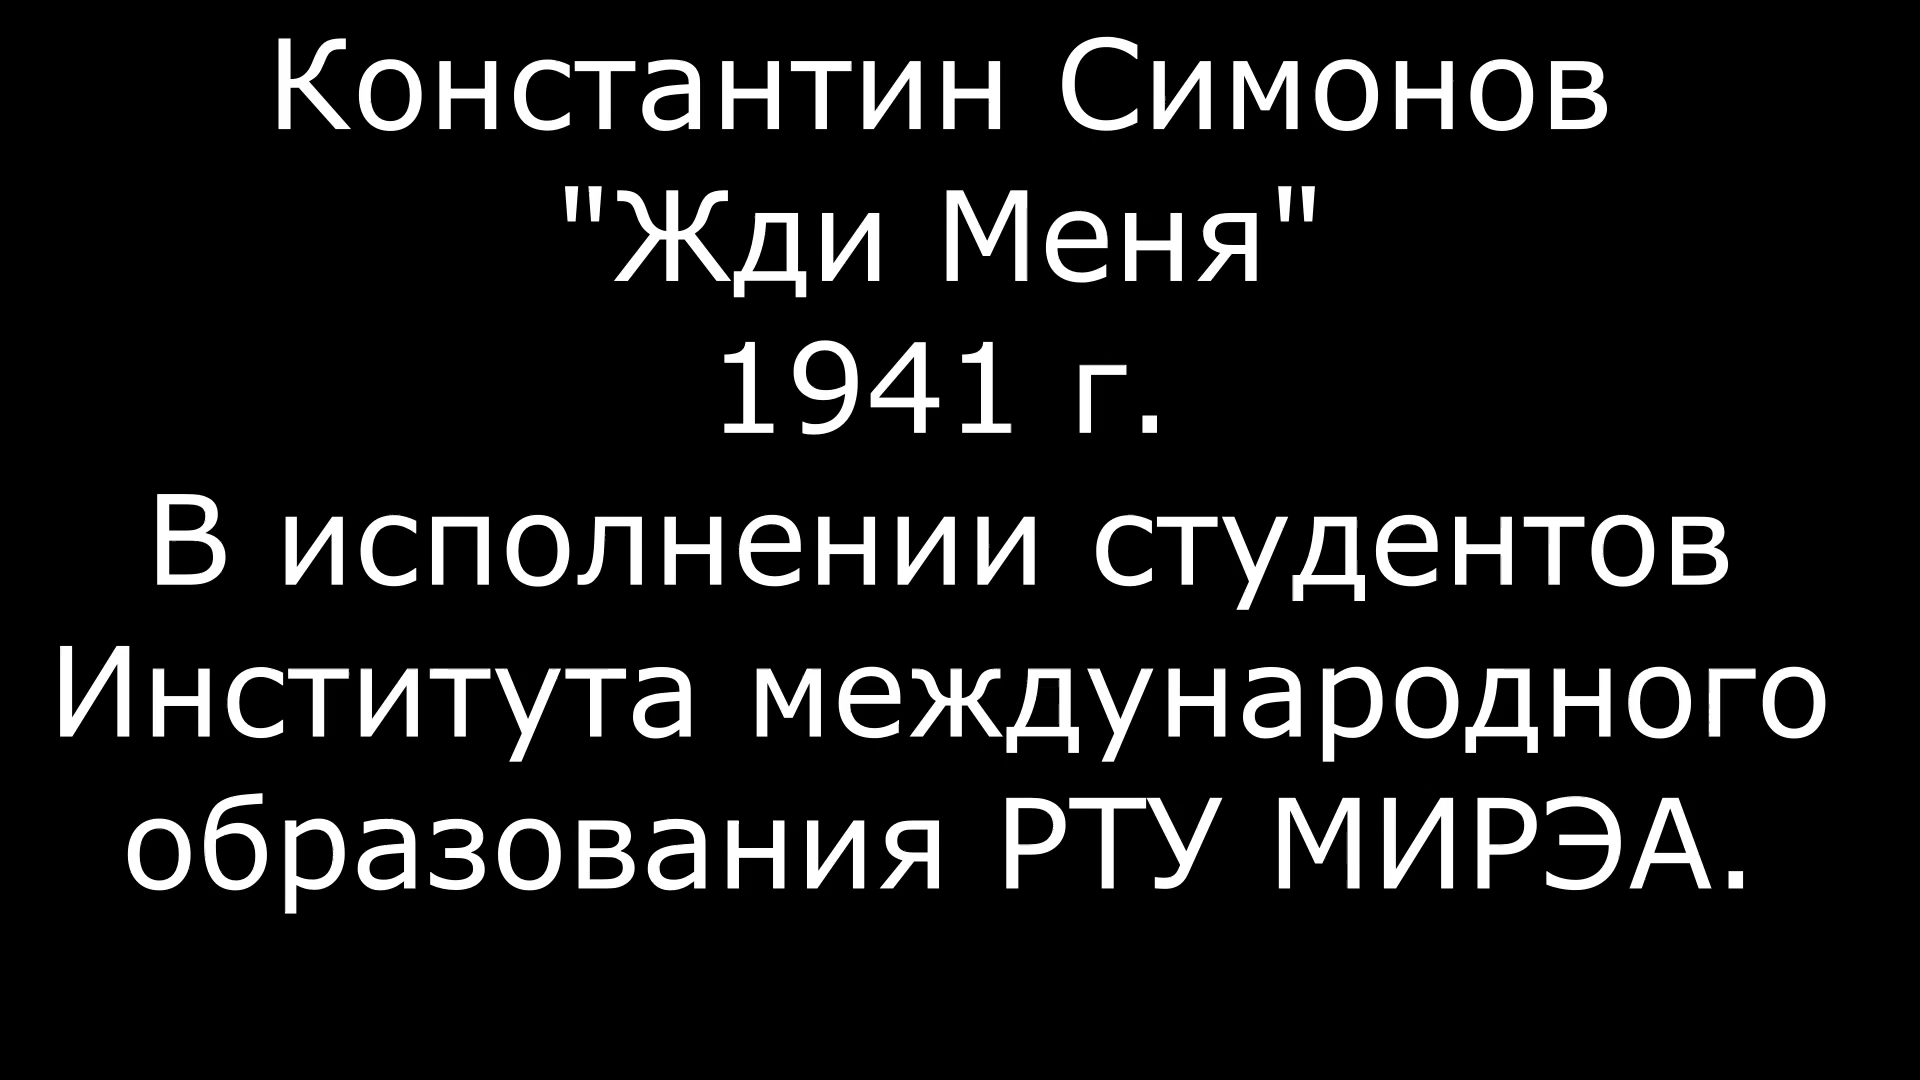 Константин Симонов
"Жди Меня"
1941 г.
В исполнении студентов
Института международного
образования РТУ МИРЭА.